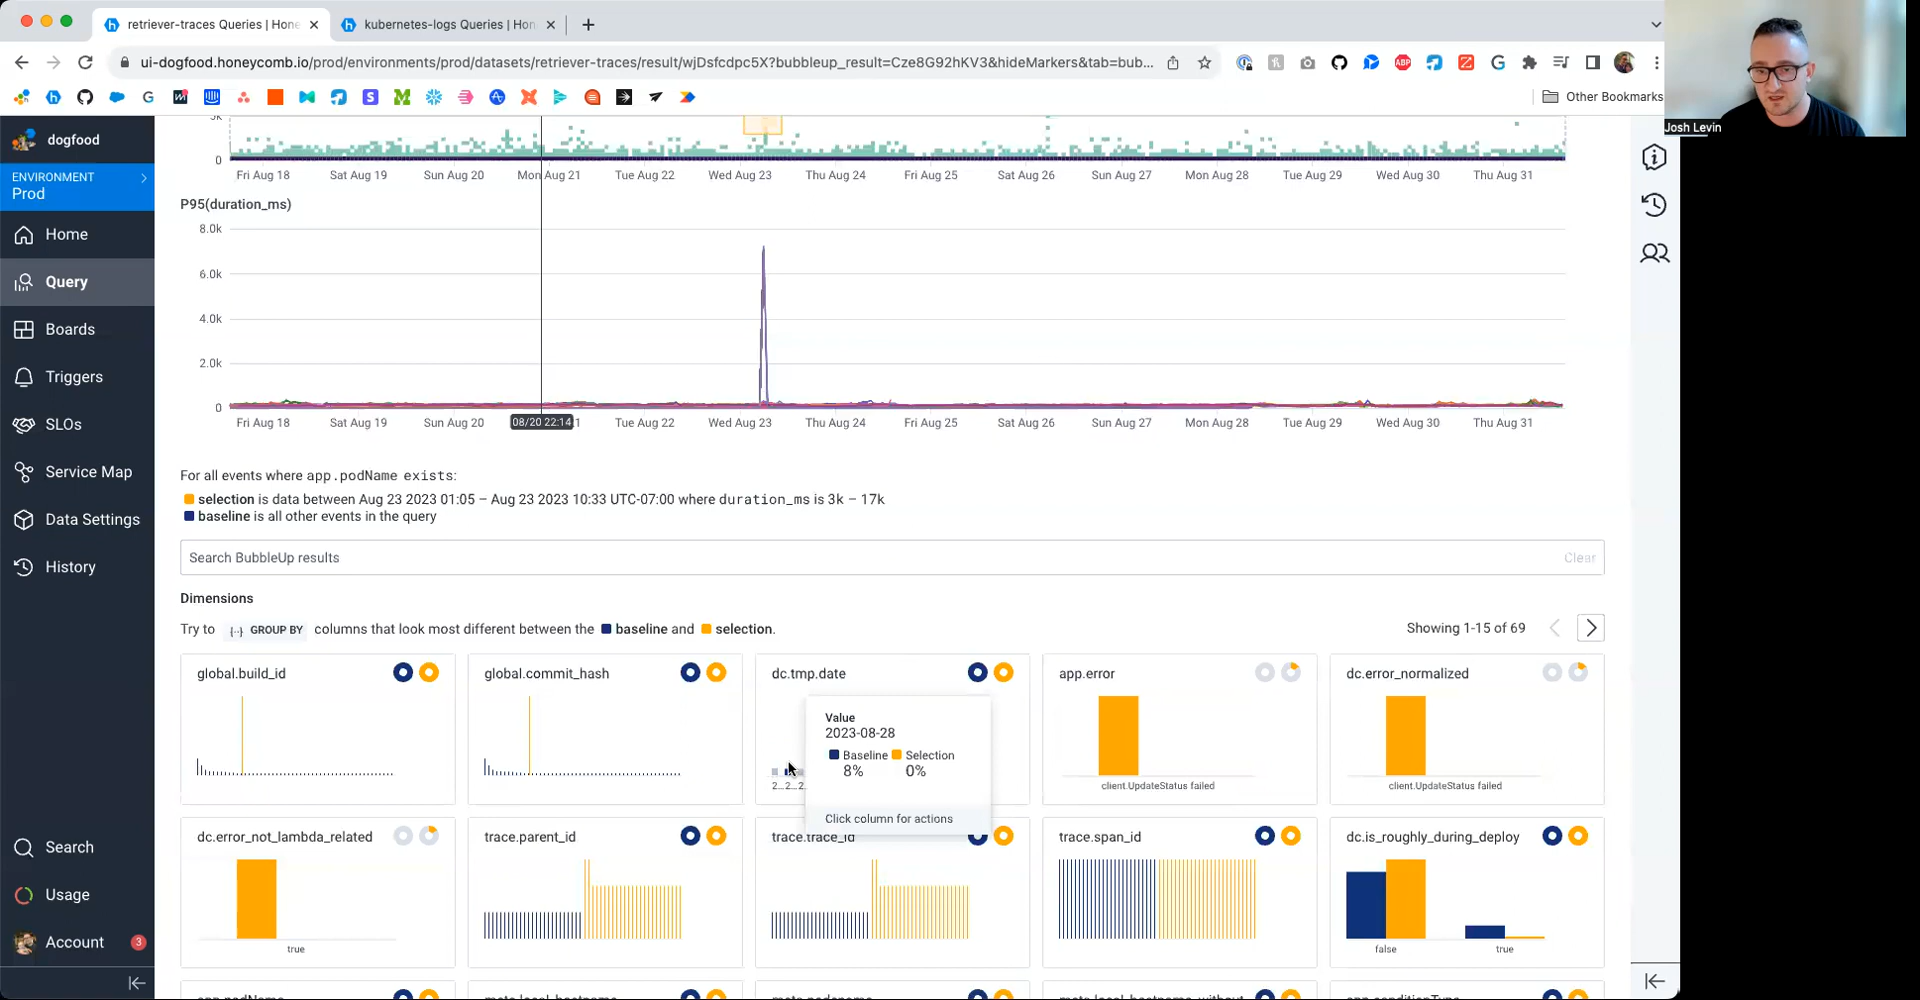 retriever-traces Queries | Hone
kubernetes-logs Queries | Hon
ui-dogfood.honeycomb.io/prod/environments/prod/datasets/retriever-traces/result/wjDsfcdpc5X?bubbleup_result=Cze8G92hKV3&hideMarkers&tab=bub...
Other Bookmarks
Josh Levin
dogfood
ENVIRONMENT
Prod
Home
Query
Boards
Triggers
SLOs
Service Map
Data Settings
History
Search
Usage
Account 3
0
Fri Aug 18 Sat Aug 19 Sun Aug 20 Mon Aug 21 Tue Aug 22 Wed Aug 23 Thu Aug 24 Fri Aug 25 Sat Aug 26 Sun Aug 27 Mon Aug 28 Tue Aug 29 Wed Aug 30 Thu Aug 31
P95(duration_ms)
8.0k
6.0k
4.0k
2.0k
0
Fri Aug 18 Sat Aug 19 Sun Aug 20 08/20 22:14 1 Tue Aug 22 Wed Aug 23 Thu Aug 24 Fri Aug 25 Sat Aug 26 Sun Aug 27 Mon Aug 28 Tue Aug 29 Wed Aug 30 Thu Aug 31
For all events where app.podName exists:
selection is data between Aug 23 2023 01:05 – Aug 23 2023 10:33 UTC-07:00 where duration_ms is 3k – 17k
baseline is all other events in the query
Search BubbleUp results Clear
Dimensions
Try to {··} GROUP BY columns that look most different between the baseline and selection.
Showing 1-15 of 69
global.build_id
global.commit_hash
dc.tmp.date
2... 2... 2...
Value
2023-08-28
Baseline Selection
8% 0%
Click column for actions
app.error
client.UpdateStatus failed
dc.error_normalized
client.UpdateStatus failed
dc.error_not_lambda_related
true
trace.parent_id
trace.trace_id
trace.span_id
dc.is_roughly_during_deploy
false true